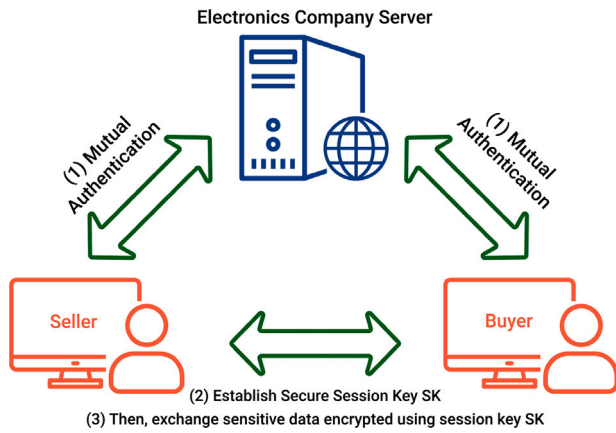 Electronics Company Server
(1) Mutual
Authentication
(1) Mutual
Authentication
Seller
Buyer
(2) Establish Secure Session Key SK
(3) Then, exchange sensitive data encrypted using session key SK